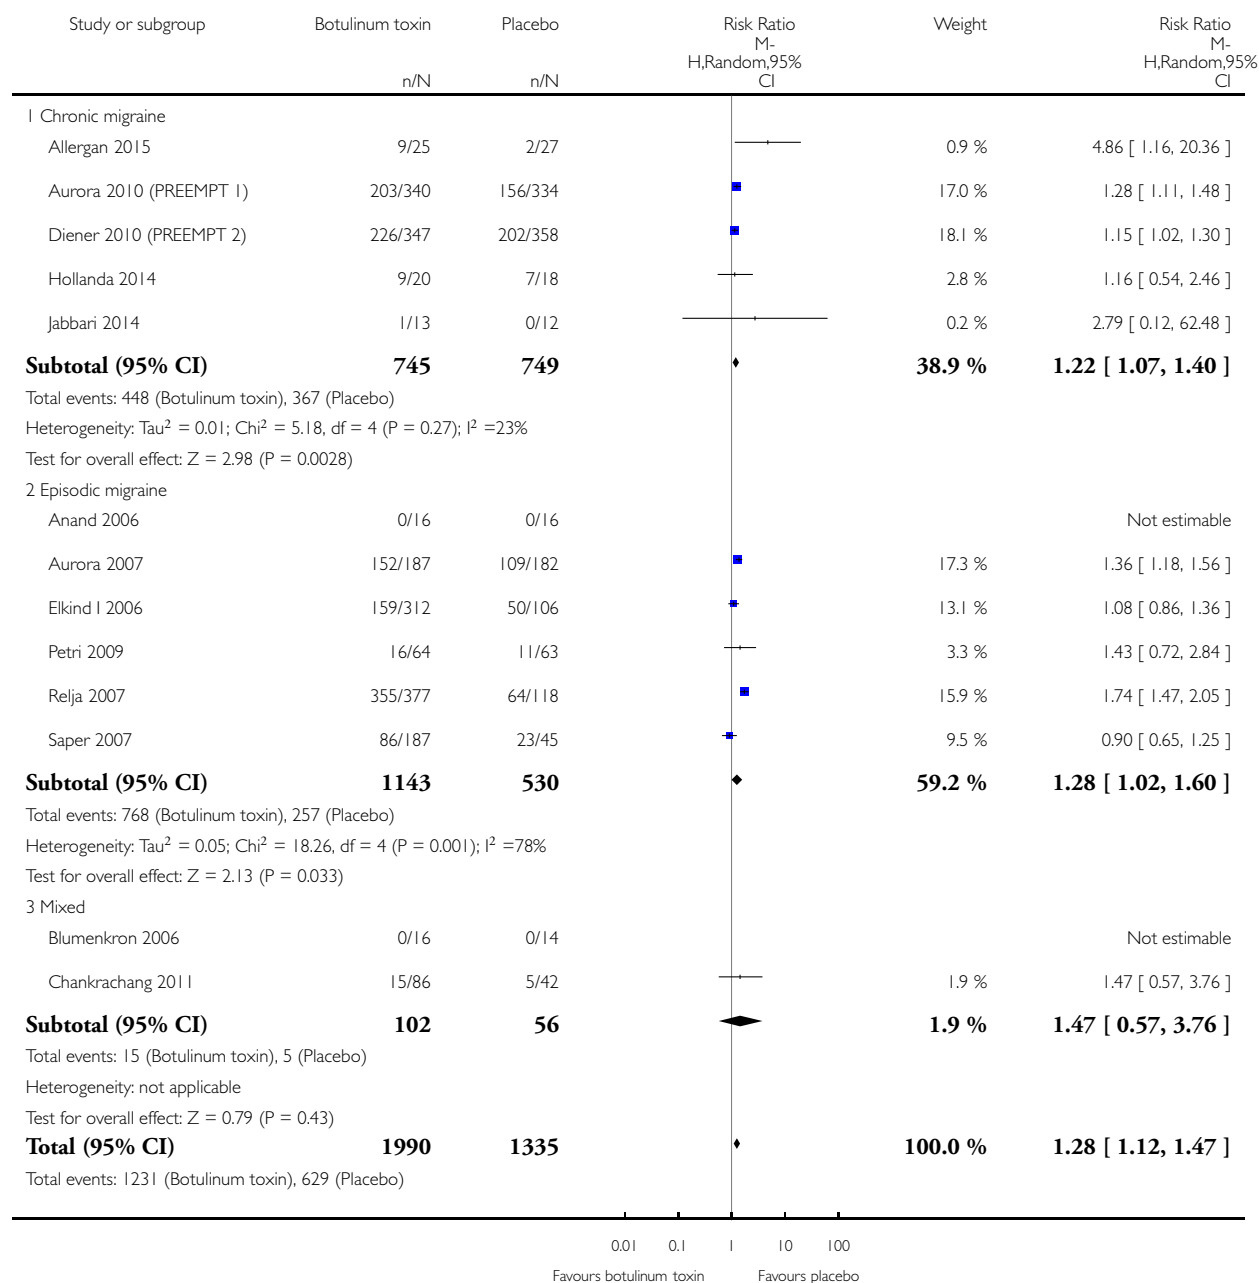 Study or subgroup Botulinum toxin Placebo Risk Ratio Weight Risk Ratio
M- M-
H,Random,95% H,Random,95%
n/N n/N CI CI
1 Chronic migraine
Allergan 2015 9/25 2/27 0.9 % 4.86 [ 1.16, 20.36 ]
Aurora 2010 (PREEMPT 1) 203/340 156/334 17.0 % 1.28 [ 1.11, 1.48 ]
Diener 2010 (PREEMPT 2) 226/347 202/358 18.1 % 1.15 [ 1.02, 1.30 ]
Hollanda 2014 9/20 7/18 2.8 % 1.16 [ 0.54, 2.46 ]
Jabbari 2014 1/13 0/12 0.2 % 2.79 [ 0.12, 62.48 ]
Subtotal (95% CI) 745 749 38.9 % 1.22 [ 1.07, 1.40 ]
Total events: 448 (Botulinum toxin), 367 (Placebo)
Heterogeneity: Tau² = 0.01; Chi² = 5.18, df = 4 (P = 0.27); I² =23%
Test for overall effect: Z = 2.98 (P = 0.0028)
2 Episodic migraine
Anand 2006 0/16 0/16 Not estimable
Aurora 2007 152/187 109/182 17.3 % 1.36 [ 1.18, 1.56 ]
Elkind I 2006 159/312 50/106 13.1 % 1.08 [ 0.86, 1.36 ]
Petri 2009 16/64 11/63 3.3 % 1.43 [ 0.72, 2.84 ]
Relja 2007 355/377 64/118 15.9 % 1.74 [ 1.47, 2.05 ]
Saper 2007 86/187 23/45 9.5 % 0.90 [ 0.65, 1.25 ]
Subtotal (95% CI) 1143 530 59.2 % 1.28 [ 1.02, 1.60 ]
Total events: 768 (Botulinum toxin), 257 (Placebo)
Heterogeneity: Tau² = 0.05; Chi² = 18.26, df = 4 (P = 0.001); I² =78%
Test for overall effect: Z = 2.13 (P = 0.033)
3 Mixed
Blumenkron 2006 0/16 0/14 Not estimable
Chankrachang 2011 15/86 5/42 1.9 % 1.47 [ 0.57, 3.76 ]
Subtotal (95% CI) 102 56 1.9 % 1.47 [ 0.57, 3.76 ]
Total events: 15 (Botulinum toxin), 5 (Placebo)
Heterogeneity: not applicable
Test for overall effect: Z = 0.79 (P = 0.43)
Total (95% CI) 1990 1335 100.0 % 1.28 [ 1.12, 1.47 ]
Total events: 1231 (Botulinum toxin), 629 (Placebo)
0.01 0.1 1 10 100
Favours botulinum toxin Favours placebo